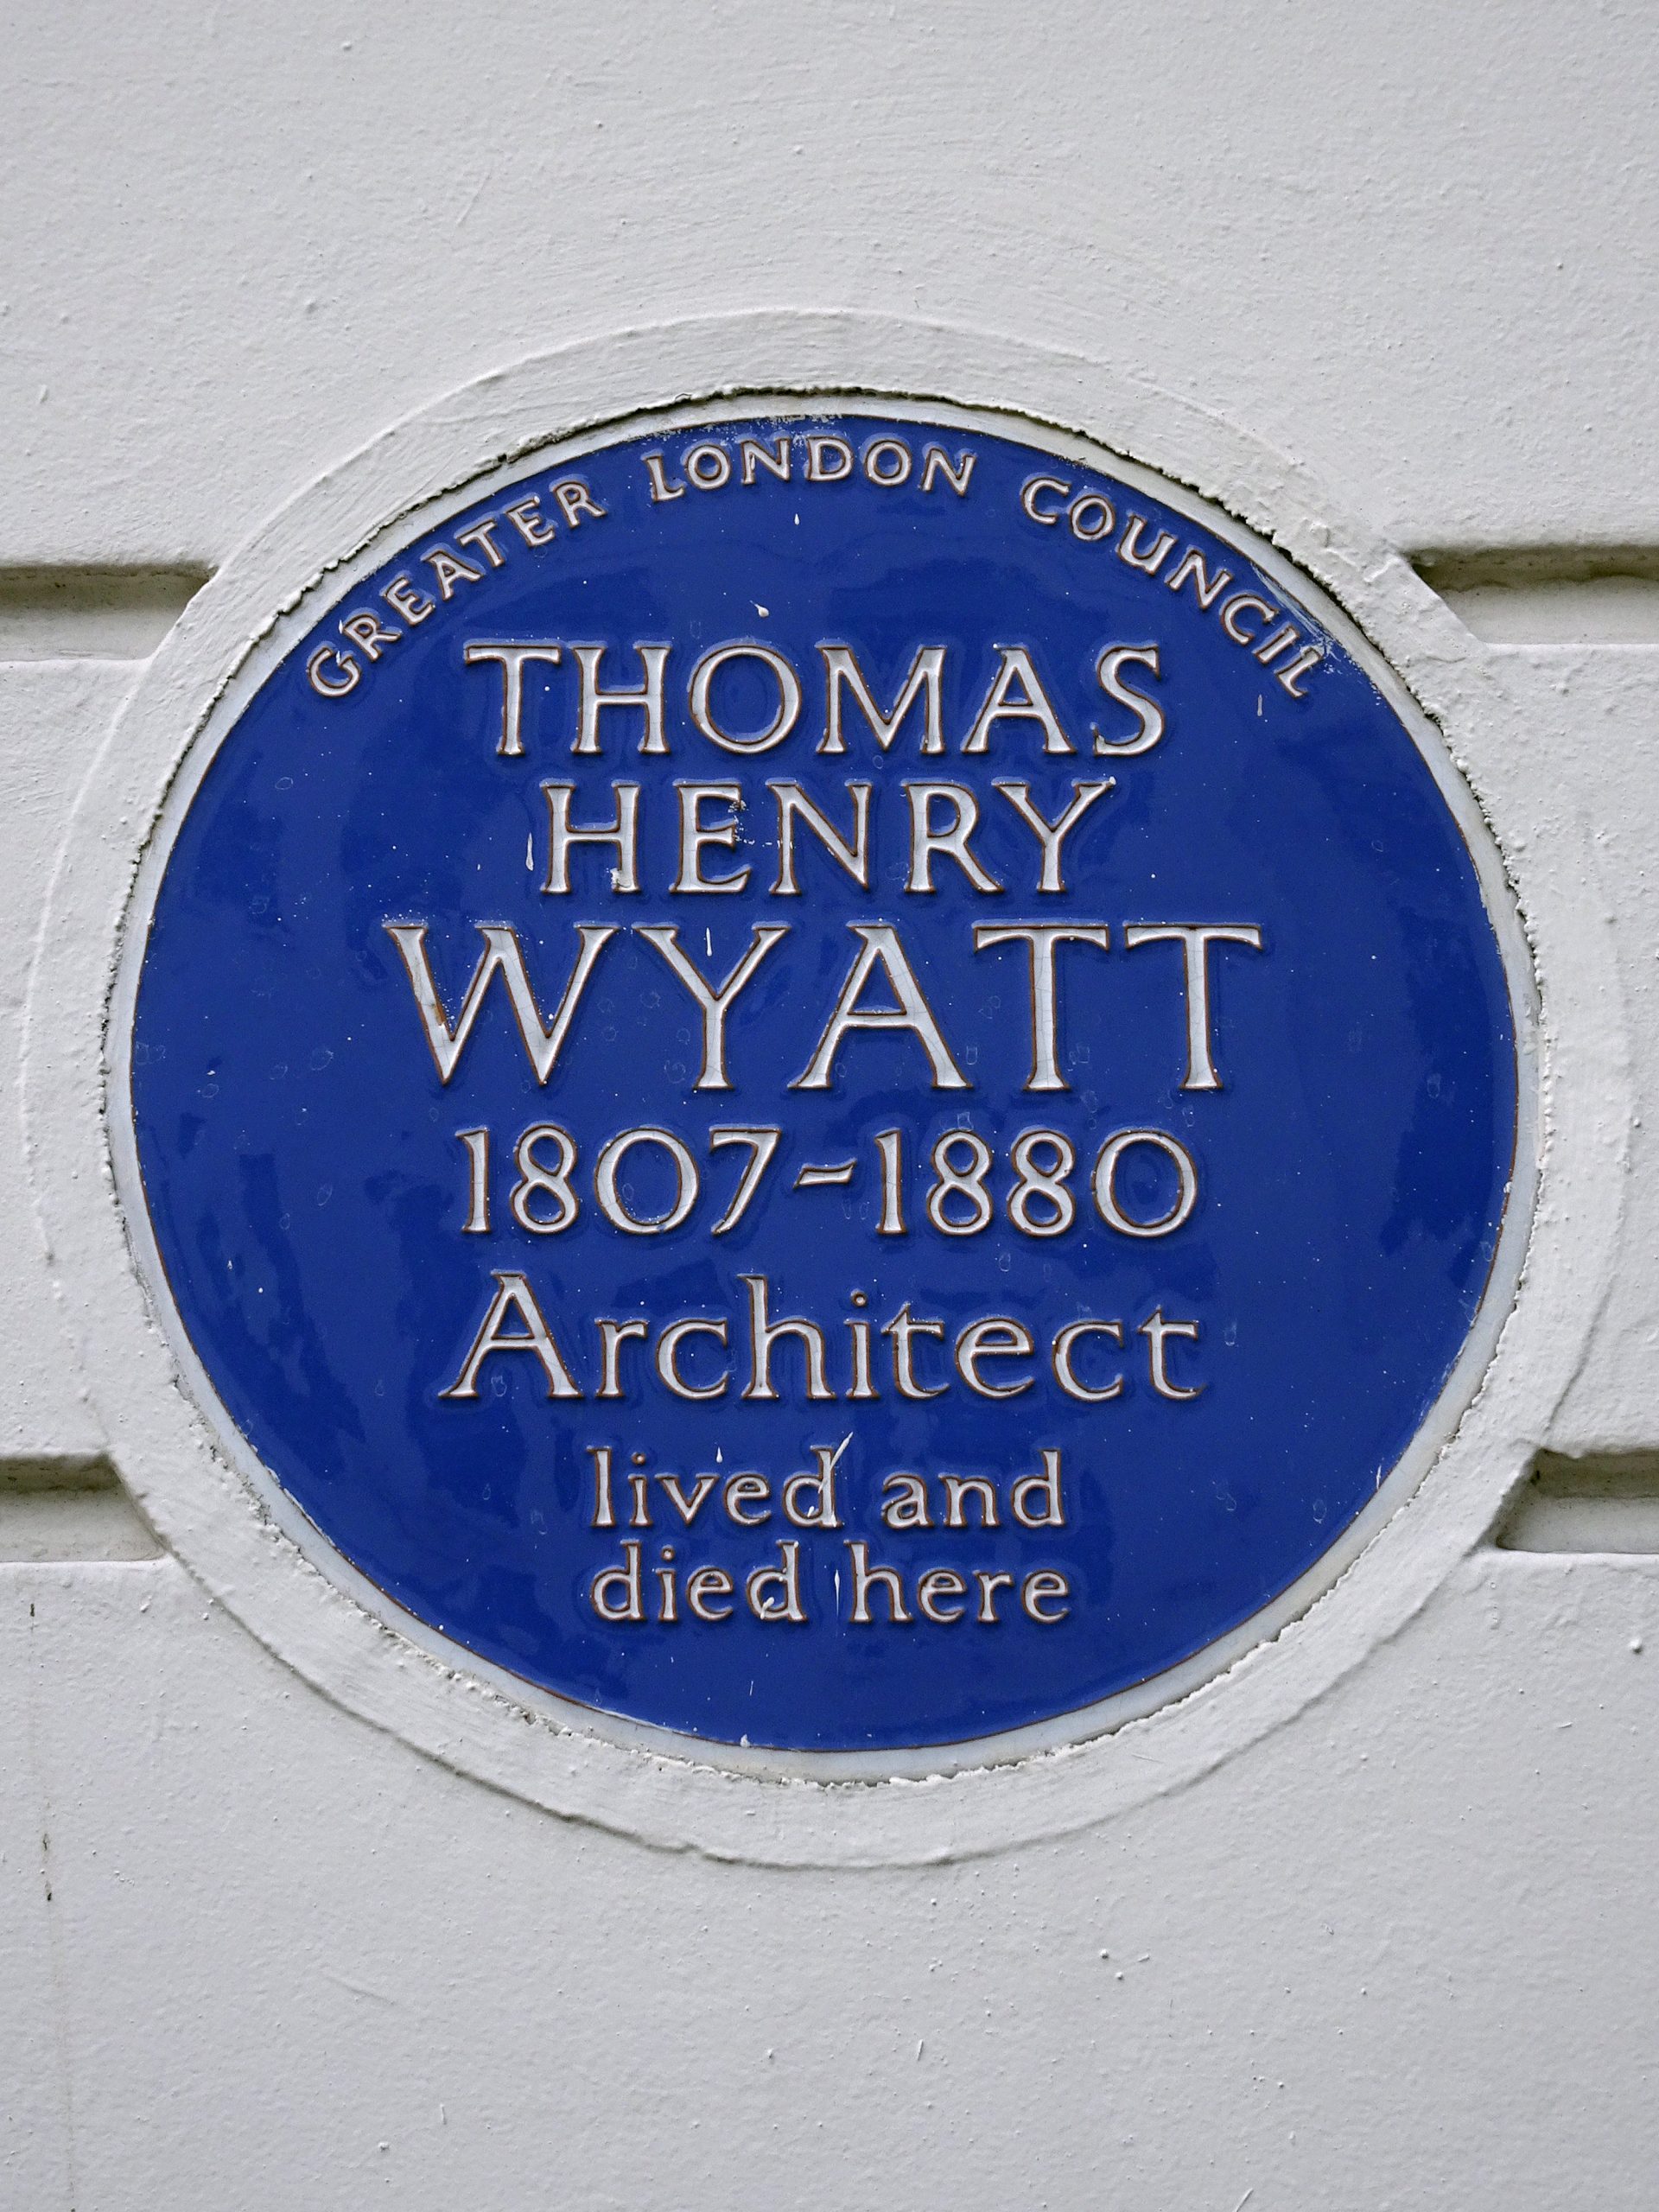 GREATER LONDON COUNCIL
THOMAS
HENRY
WYATT
1807-1880
Architect
lived and
died here